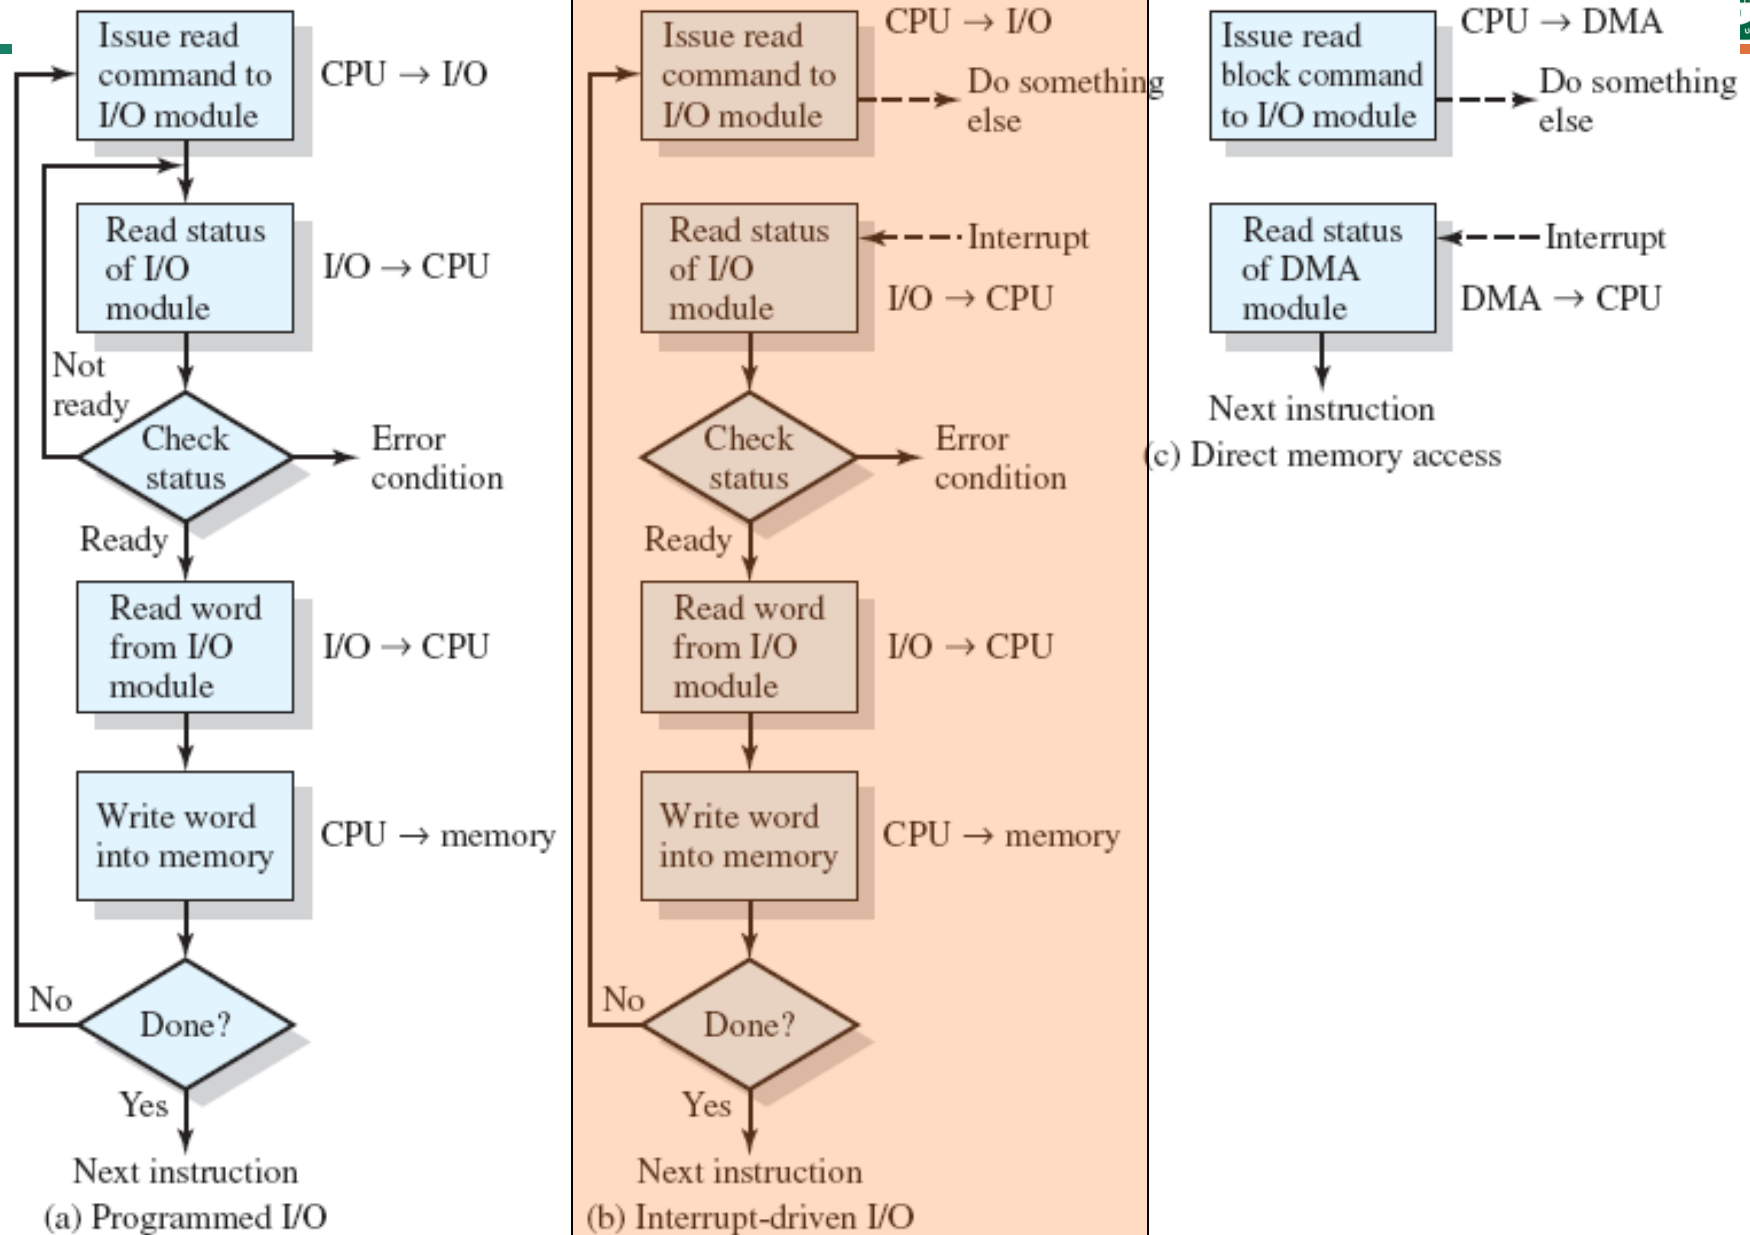 Issue read
command to
I/O module
CPU → I/O
Read status
of I/O
module
I/O → CPU
Not
ready
Check
status
Error
condition
Ready
Read word
from I/O
module
I/O → CPU
Write word
into memory
CPU → memory
No
Done?
Yes
Next instruction
(a) Programmed I/O
Issue read
command to
I/O module
CPU → I/O
Do something
else
Read status
of I/O
module
Interrupt
I/O → CPU
Check
status
Error
condition
Ready
Read word
from I/O
module
I/O → CPU
Write word
into memory
CPU → memory
No
Done?
Yes
Next instruction
(b) Interrupt-driven I/O
Issue read
block command
to I/O module
CPU → DMA
Do something
else
Read status
of DMA
module
Interrupt
DMA → CPU
Next instruction
(c) Direct memory access